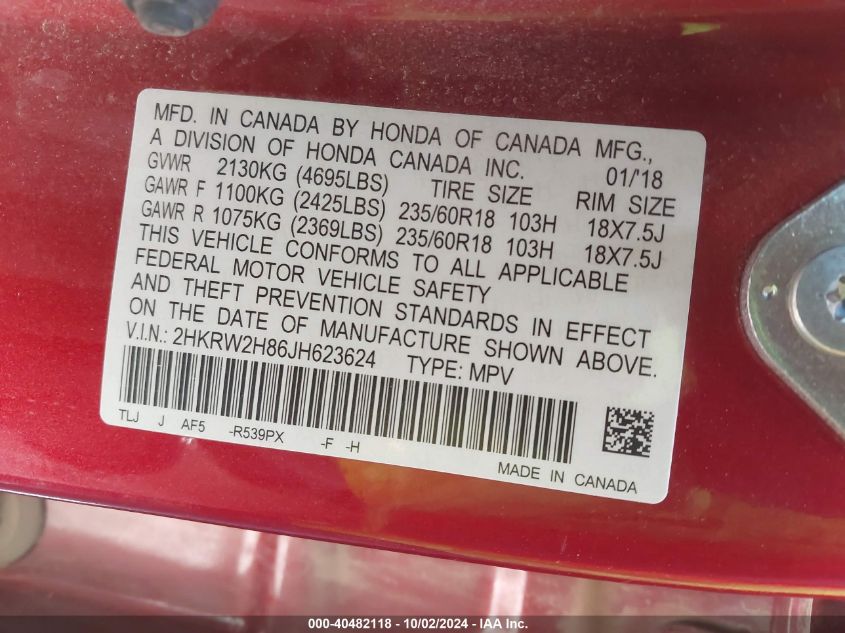 MFD. IN CANADA BY HONDA OF CANADA MFG.,
A DIVISION OF HONDA CANADA INC. 01/'18
GVWR 2130KG (4695LBS) TIRE SIZE RIM SIZE
GAWR F 1100KG (2425LBS) 235/60R18 103H 18X7.5J
GAWR R 1075KG (2369LBS) 235/60R18 103H 18X7.5J
THIS VEHICLE CONFORMS TO ALL APPLICABLE
FEDERAL MOTOR VEHICLE SAFETY
AND THEFT PREVENTION STANDARDS IN EFFECT
ON THE DATE OF MANUFACTURE SHOWN ABOVE.
V.I.N.: 2HKRW2H86JH623624 TYPE: MPV
TLJ J AF5 -R539PX -F -H
MADE IN CANADA
000-40482118 - 10/02/2024 - IAA Inc.